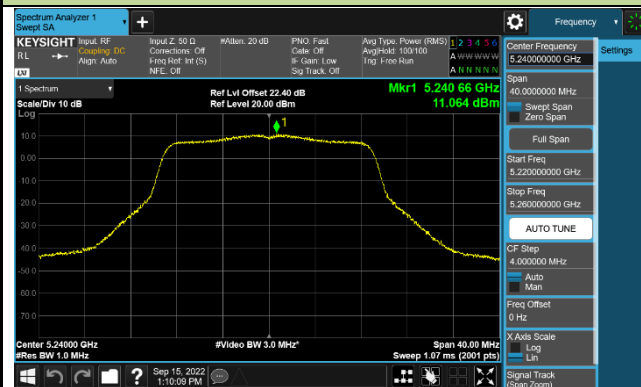 Spectrum Analyzer 1
Swept SA
+
Frequency
KEYSIGHT
RL
LXI
Input: RF
Coupling: DC
Align: Auto
Input Z: 50 Ω
Corrections: Off
Freq Ref: Int (S)
NFE: Off
#Atten: 20 dB
PNO: Fast
Gate: Off
IF Gain: Low
Sig Track: Off
Avg Type: Power (RMS)
Avg|Hold: 100/100
Trig: Free Run
1 2 3 4 5 6
A W W W W W
A N N N N N
1 Spectrum
Scale/Div 10 dB
Log
Ref Lvl Offset 22.40 dB
Ref Level 20.00 dBm
Mkr1 5.240 66 GHz
11.064 dBm
1
10.0
0.00
-10.0
-20.0
-30.0
-40.0
-50.0
-60.0
-70.0
Center 5.24000 GHz
#Res BW 1.0 MHz
#Video BW 3.0 MHz*
Span 40.00 MHz
Sweep 1.07 ms (2001 pts)
Center Frequency
5.240000000 GHz
Settings
Span
40.0000000 MHz
Swept Span
Zero Span
Full Span
Start Freq
5.220000000 GHz
Stop Freq
5.260000000 GHz
AUTO TUNE
CF Step
4.000000 MHz
Auto
Man
Freq Offset
0 Hz
X Axis Scale
Log
Lin
Signal Track
(Span Zoom)
?
Sep 15, 2022
1:10:09 PM